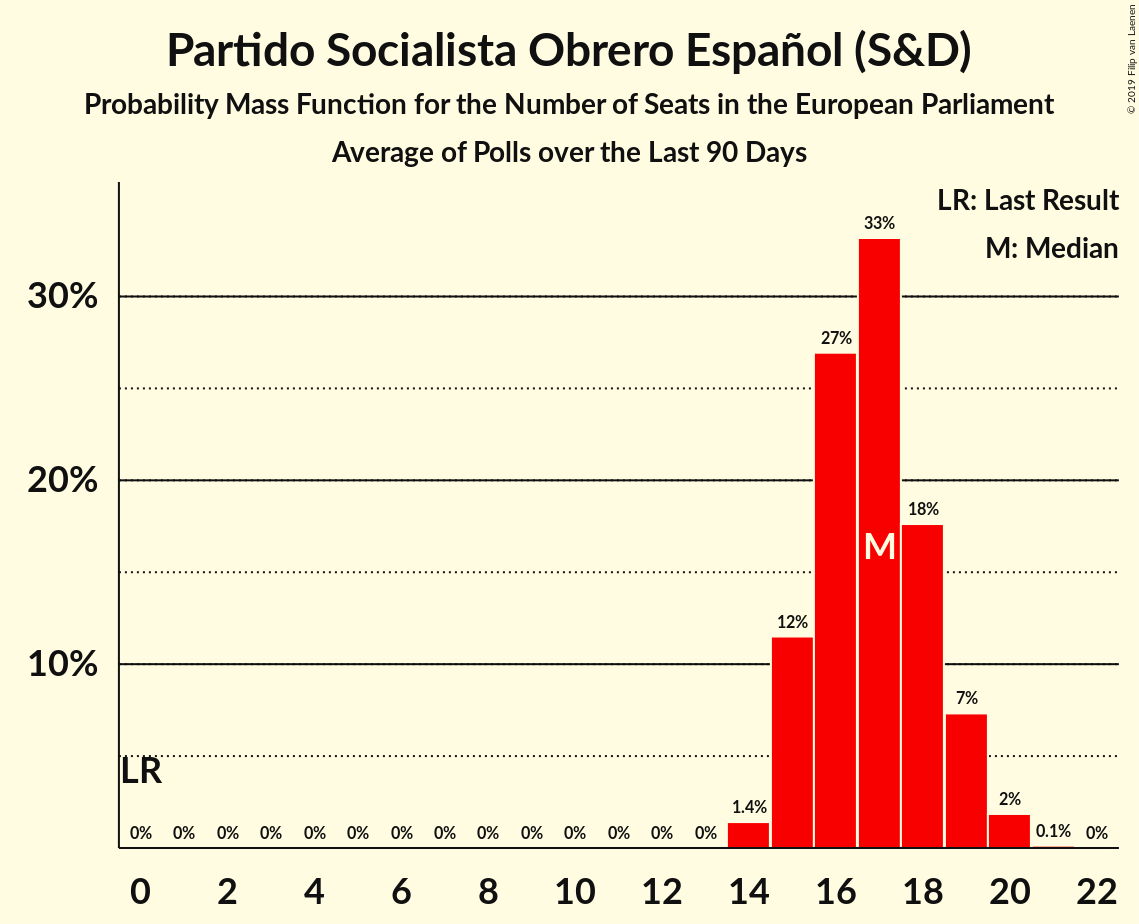 Partido Socialista Obrero Español (S&D)
Probability Mass Function for the Number of Seats in the European Parliament
Average of Polls over the Last 90 Days
© 2019 Filip van Laenen
LR: Last Result
M: Median
33%
30%
27%
20%
18%
M
12%
10%
7%
LR
0% 0% 0% 0% 0% 0% 0% 0% 0% 0% 0% 0% 0% 0% 1.4% 2% 0.1% 0%
0 2 4 6 8 10 12 14 16 18 20 22